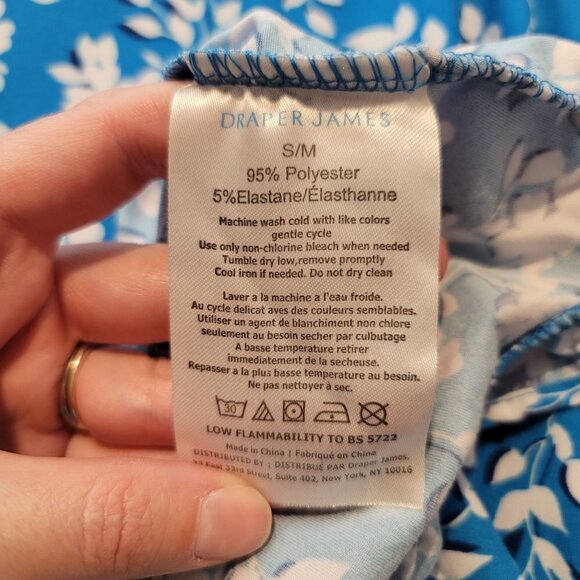 DRAPER JAMES
S/M
95% Polyester
5%Elastane/Élasthanne
Machine wash cold with like colors
gentle cycle
Use only non-chlorine bleach when needed
Tumble dry low,remove promptly
Cool iron if needed. Do not dry clean
Laver a la machine a l'eau froide.
Au cycle delicat avec des couleurs semblables.
Utiliser un agent de blanchiment non chlore
seulement au besoin secher par culbutage
A basse temperature retirer
immediatement de la secheuse.
Repasser a la plus basse temperature au besoin.
Ne pas nettoyer à sec.
30
LOW FLAMMABILITY TO BS 5722
Made in China | Fabriqué en Chine
DISTRIBUTED BY | DISTRIBUÉ PAR Draper James,
East 33rd Street, Suite 402, New York, NY 10016